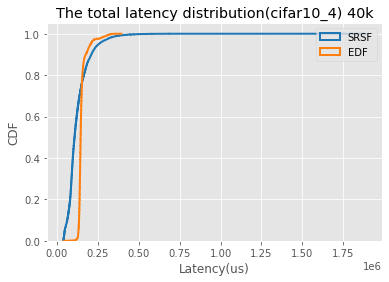 The total latency distribution(cifar10_4) 40k
1.0
0.8
0.6
0.4
0.2
0.0
CDF
SRSF
EDF
0.00 0.25 0.50 0.75 1.00 1.25 1.50 1.75
1e6
Latency(us)